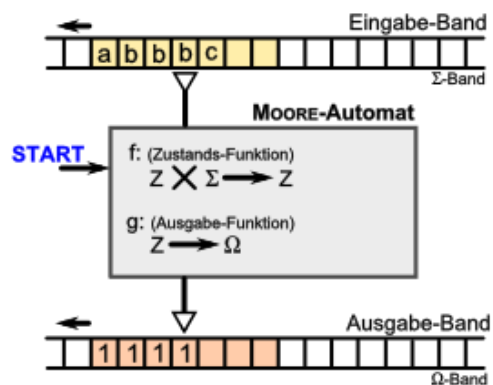 Eingabe-Band
a b b b c
Σ-Band
MOORE-Automat
START
f: (Zustands-Funktion)
Z X Σ → Z
g: (Ausgabe-Funktion)
Z → Ω
Ausgabe-Band
1 1 1 1
Ω-Band